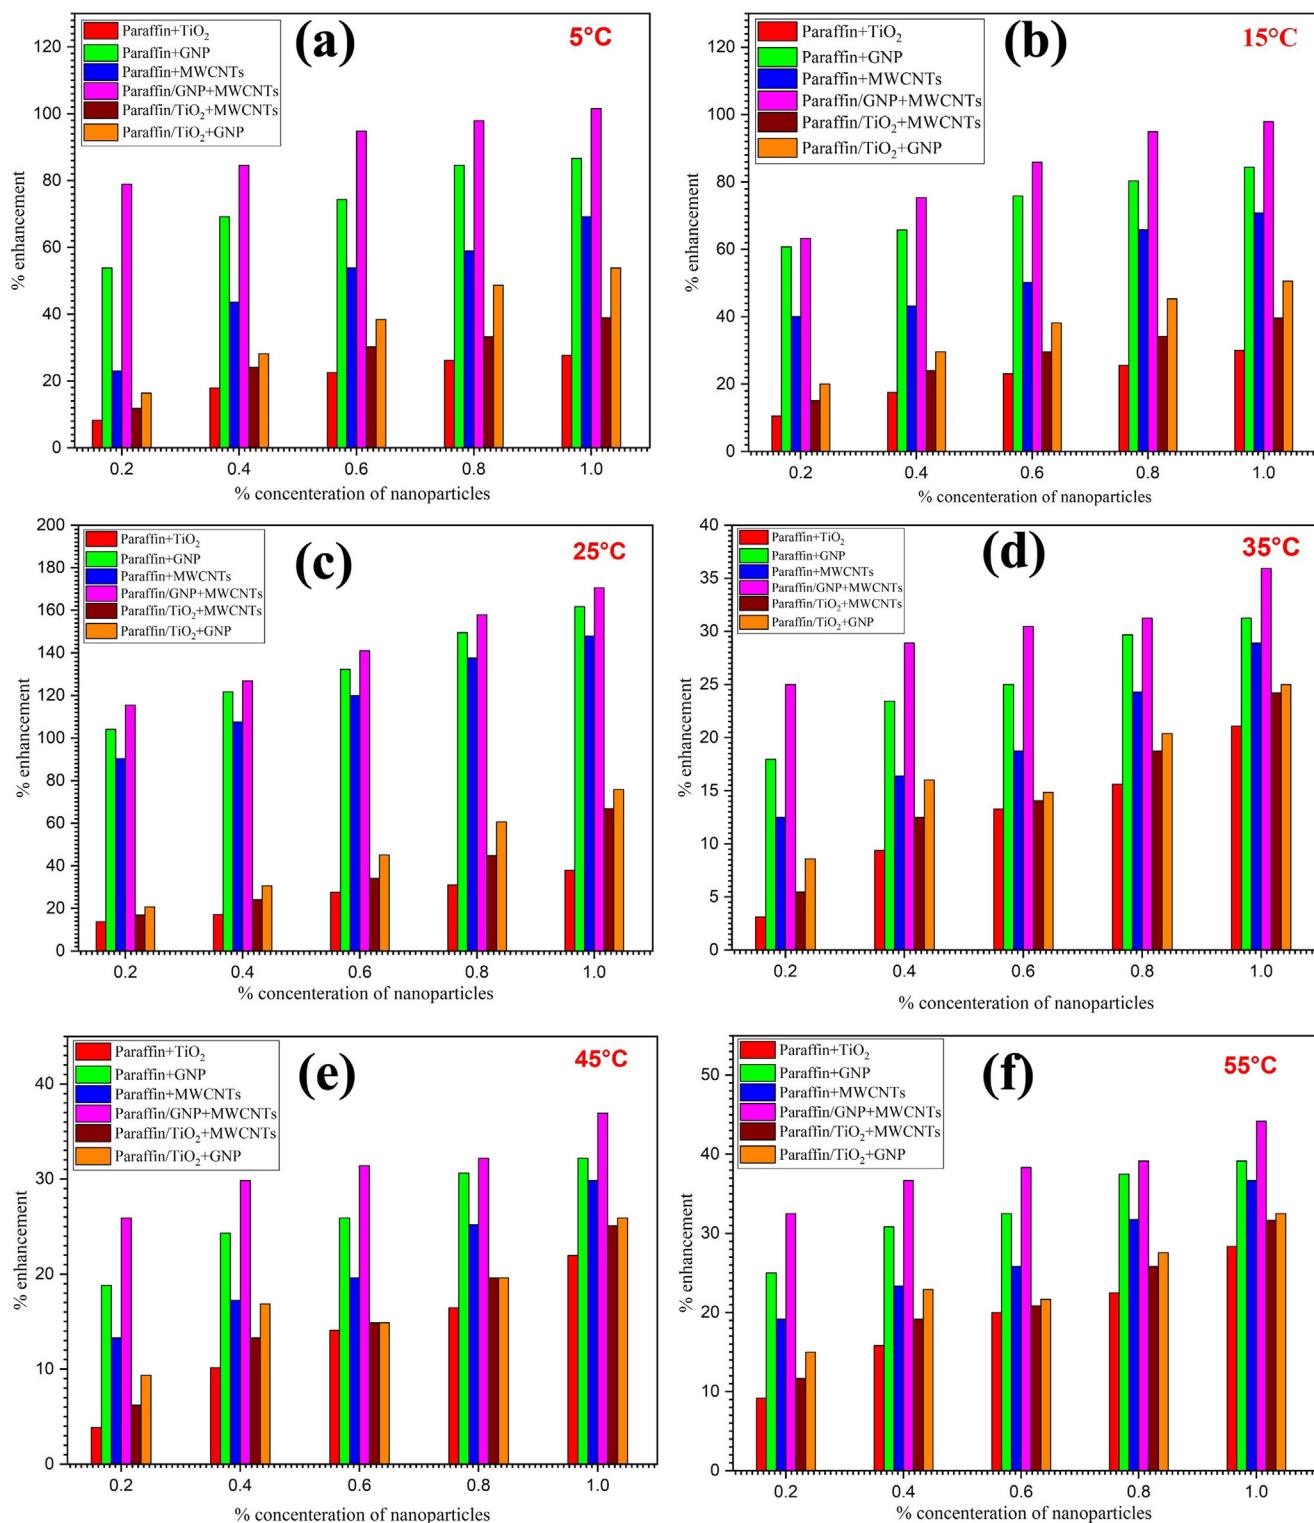 (a)
5°C
Paraffin+TiO₂
Paraffin+GNP
Paraffin+MWCNTs
Paraffin/GNP+MWCNTs
Paraffin/TiO₂+MWCNTs
Paraffin/TiO₂+GNP
% enhancement
120
100
80
60
40
20
0
0.2 0.4 0.6 0.8 1.0
% concenteration of nanoparticles
(b)
15°C
Paraffin+TiO₂
Paraffin+GNP
Paraffin+MWCNTs
Paraffin/GNP+MWCNTs
Paraffin/TiO₂+MWCNTs
Paraffin/TiO₂+GNP
% enhancement
120
100
80
60
40
20
0
0.2 0.4 0.6 0.8 1.0
% concenteration of nanoparticles
(c)
25°C
Paraffin+TiO₂
Paraffin+GNP
Paraffin+MWCNTs
Paraffin/GNP+MWCNTs
Paraffin/TiO₂+MWCNTs
Paraffin/TiO₂+GNP
% enhancement
200
180
160
140
120
100
80
60
40
20
0
0.2 0.4 0.6 0.8 1.0
% concenteration of nanoparticles
(d)
35°C
Paraffin+TiO₂
Paraffin+GNP
Paraffin+MWCNTs
Paraffin/GNP+MWCNTs
Paraffin/TiO₂+MWCNTs
Paraffin/TiO₂+GNP
% enhancement
40
35
30
25
20
15
10
5
0
0.2 0.4 0.6 0.8 1.0
% concenteration of nanoparticles
(e)
45°C
Paraffin+TiO₂
Paraffin+GNP
Paraffin+MWCNTs
Paraffin/GNP+MWCNTs
Paraffin/TiO₂+MWCNTs
Paraffin/TiO₂+GNP
% enhancement
40
30
20
10
0
0.2 0.4 0.6 0.8 1.0
% concenteration of nanoparticles
(f)
55°C
Paraffin+TiO₂
Paraffin+GNP
Paraffin+MWCNTs
Paraffin/GNP+MWCNTs
Paraffin/TiO₂+MWCNTs
Paraffin/TiO₂+GNP
% enhancement
50
40
30
20
10
0
0.2 0.4 0.6 0.8 1.0
% concenteration of nanoparticles